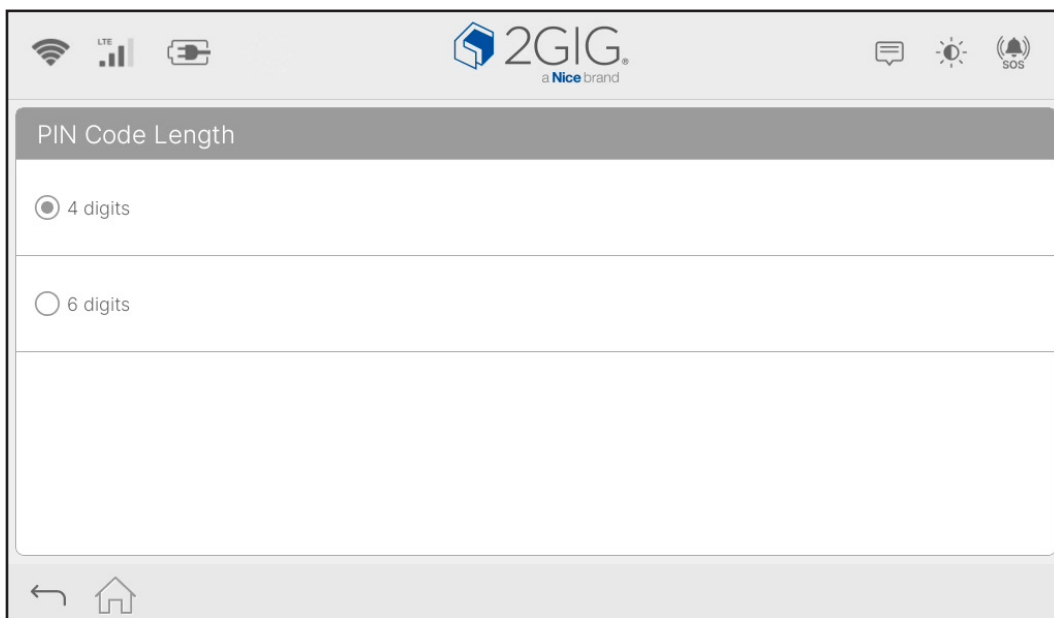 LTE
2GIG®
a Nice brand
SOS
PIN Code Length
4 digits
6 digits